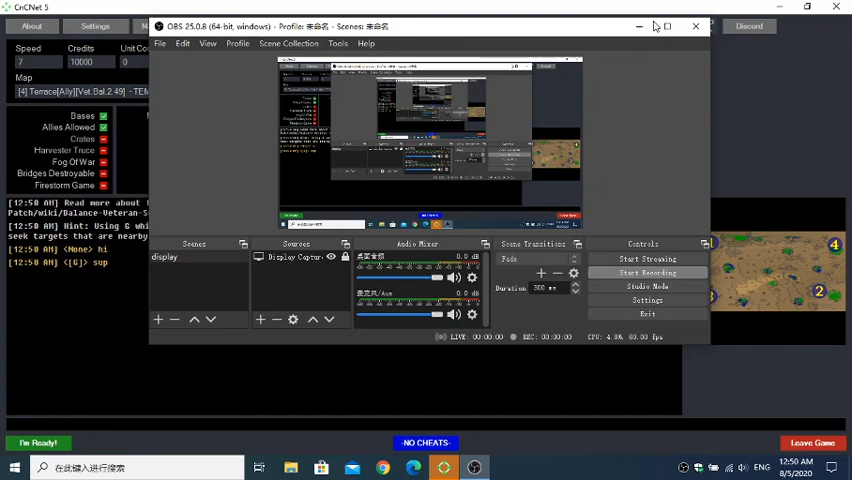 CnCNet 5
About
Settings
Discord
Speed
Credits
Unit Cou
7
10000
Map
[4] Terrace[Ally][Vet.Bal.2.49] - TEM
Bases
Allies Allowed
Crates
Harvester Truce
Fog Of War
Bridges Destroyable
Firestorm Game
[12:50 AM] Read more about t
[12:50 AM] Hint: Using G whi
seek targets that are nearby
[12:50 AM] <None> hi
[12:50 AM] <[G]> sup
OBS 25.0.8 (64-bit, windows) - Profile: 未命名 - Scenes: 未命名
File Edit View Profile Scene Collection Tools Help
Scenes
display
Sources
Display Captur
Audio Mixer
桌面音频
0.0 dB
麦克风/Aux
0.0 dB
Scene Transitions
Fade
Duration 300 ms
Controls
Start Streaming
Start Recording
Studio Mode
Settings
Exit
LIVE: 00:00:00
REC: 00:00:00
CPU: 4.8%, 60.00 fps
4
2
I'm Ready!
-NO CHEATS-
Leave Game
在此键入进行搜索
ENG
12:50 AM
8/5/2020